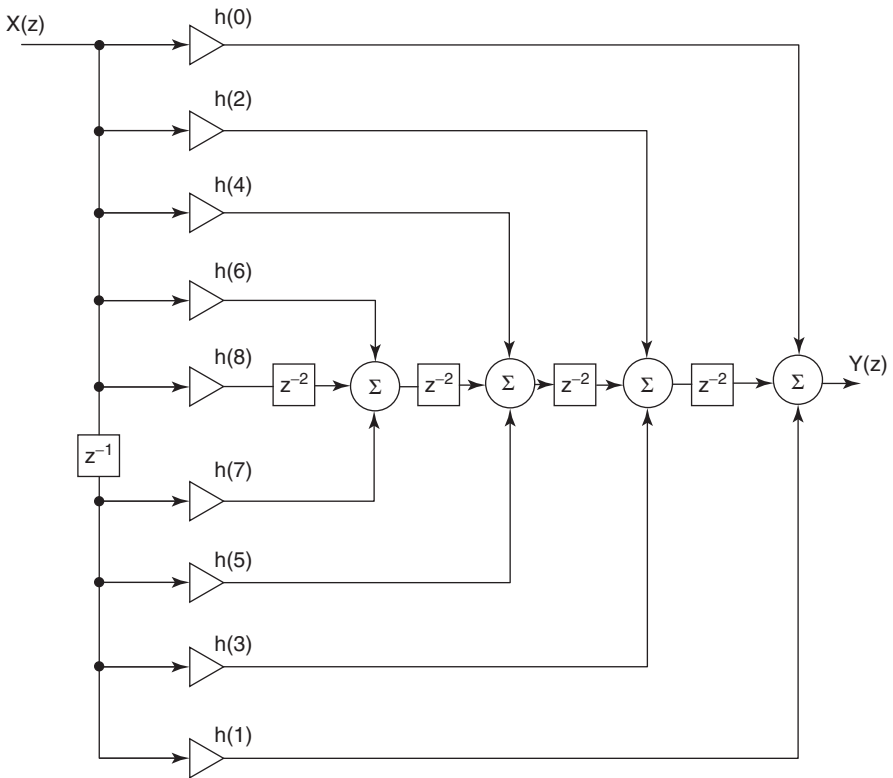 X(z)
h(0)
h(2)
h(4)
h(6)
h(8)
z⁻² Σ z⁻² Σ z⁻² Σ z⁻² Σ Y(z)
z⁻¹
h(7)
h(5)
h(3)
h(1)